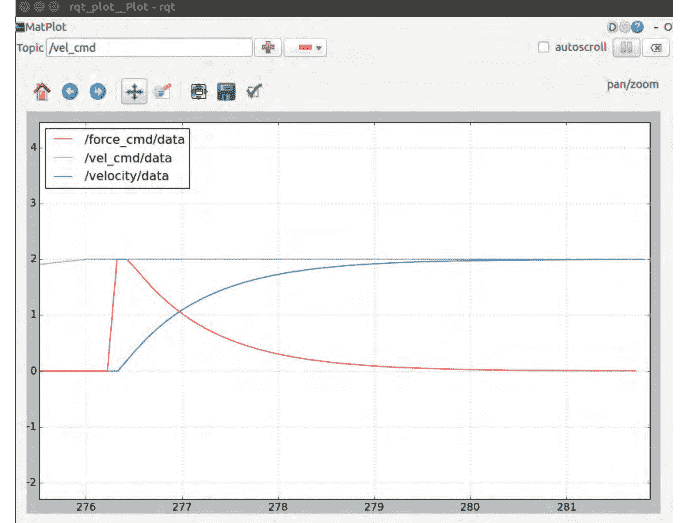 rqt_plot__Plot - rqt
MatPlot D - O
Topic /vel_cmd autoscroll
pan/zoom
/force_cmd/data
/vel_cmd/data
/velocity/data
4
3
2
1
0
-1
-2
276 277 278 279 280 281